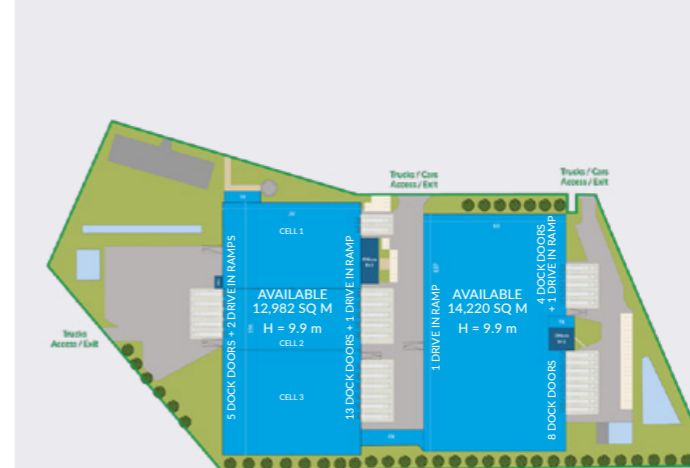 Trucks / Cars
Access / Exit
Trucks / Cars
Access / Exit
Trucks
Access / Exit
5 DOCK DOORS + 2 DRIVE IN RAMPS
CELL 1
AVAILABLE
12,982 SQ M
H = 9.9 m
CELL 2
CELL 3
13 DOCK DOORS + 1 DRIVE IN RAMP
1 DRIVE IN RAMP
AVAILABLE
14,220 SQ M
H = 9.9 m
4 DOCK DOORS
+ 1 DRIVE IN RAMP
8 DOCK DOORS